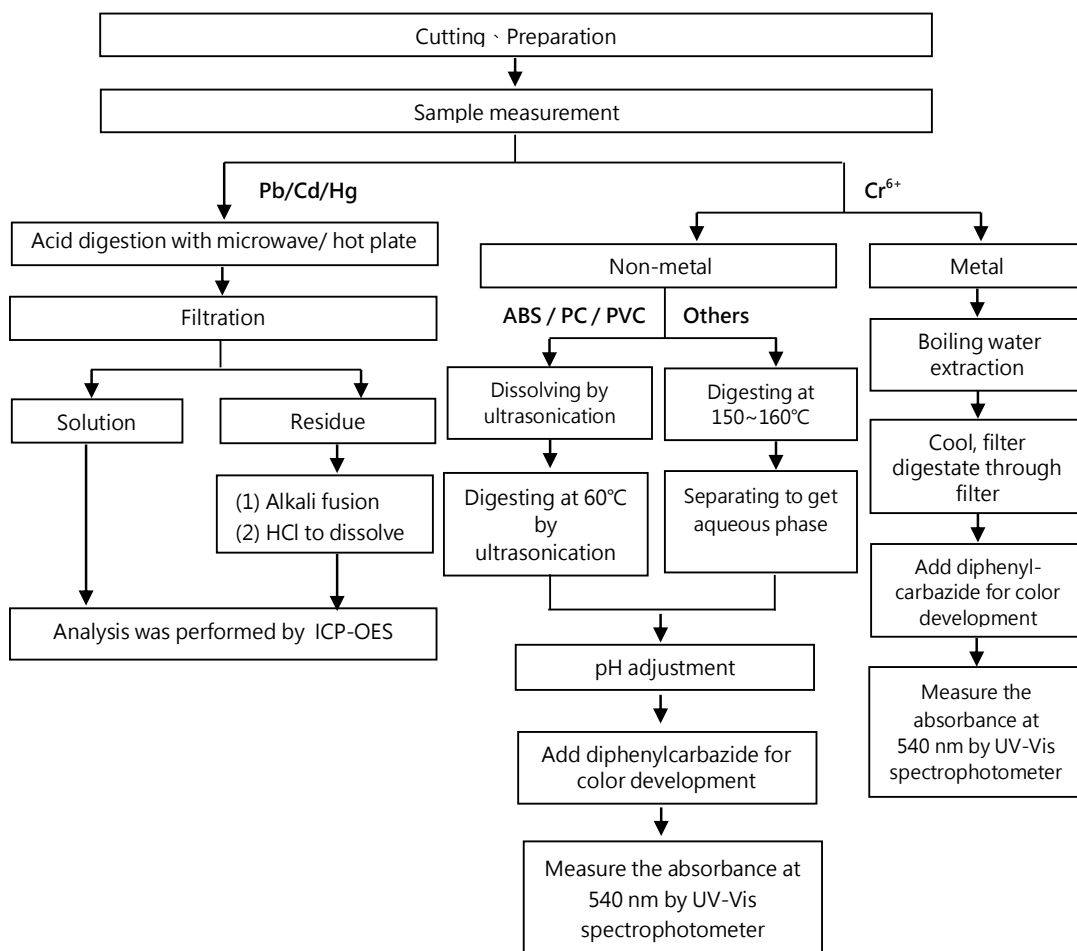 Cutting、Preparation
Sample measurement
Pb/Cd/Hg
Cr⁶⁺
Acid digestion with microwave/ hot plate
Filtration
Solution
Residue
(1) Alkali fusion
(2) HCl to dissolve
Analysis was performed by ICP-OES
Non-metal
ABS / PC / PVC
Others
Dissolving by
ultrasonication
Digesting at 60℃
by
ultrasonication
Digesting at
150~160℃
Separating to get
aqueous phase
pH adjustment
Add diphenylcarbazide for
color development
Measure the absorbance at
540 nm by UV-Vis
spectrophotometer
Metal
Boiling water
extraction
Cool, filter
digestate through
filter
Add diphenyl-
carbazide for color
development
Measure the
absorbance at
540 nm by UV-Vis
spectrophotometer